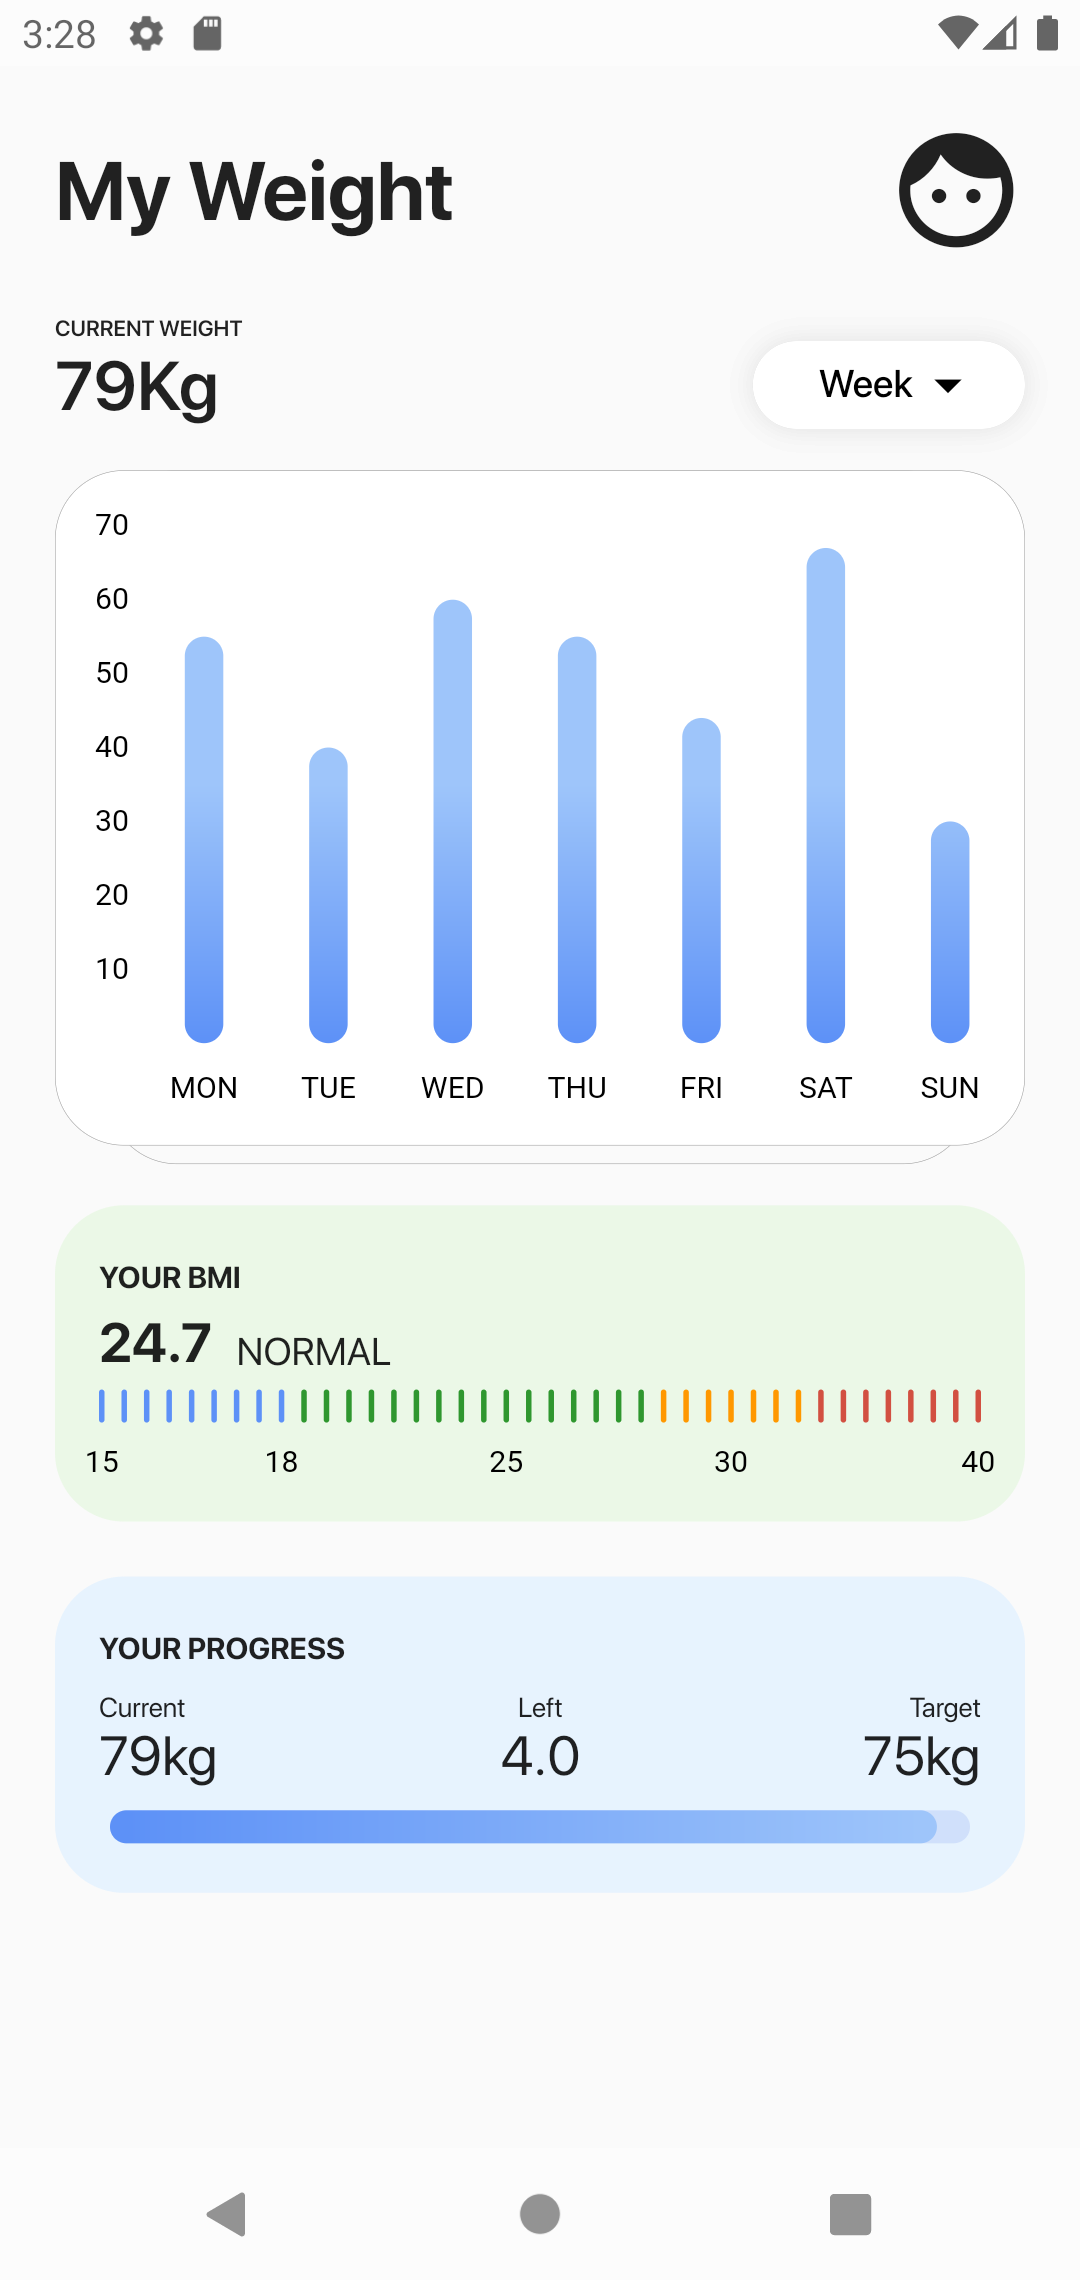 3:28
My Weight
CURRENT WEIGHT
79Kg
Week
70
60
50
40
30
20
10
MON TUE WED THU FRI SAT SUN
YOUR BMI
24.7 NORMAL
15 18 25 30 40
YOUR PROGRESS
Current Left Target
79kg 4.0 75kg